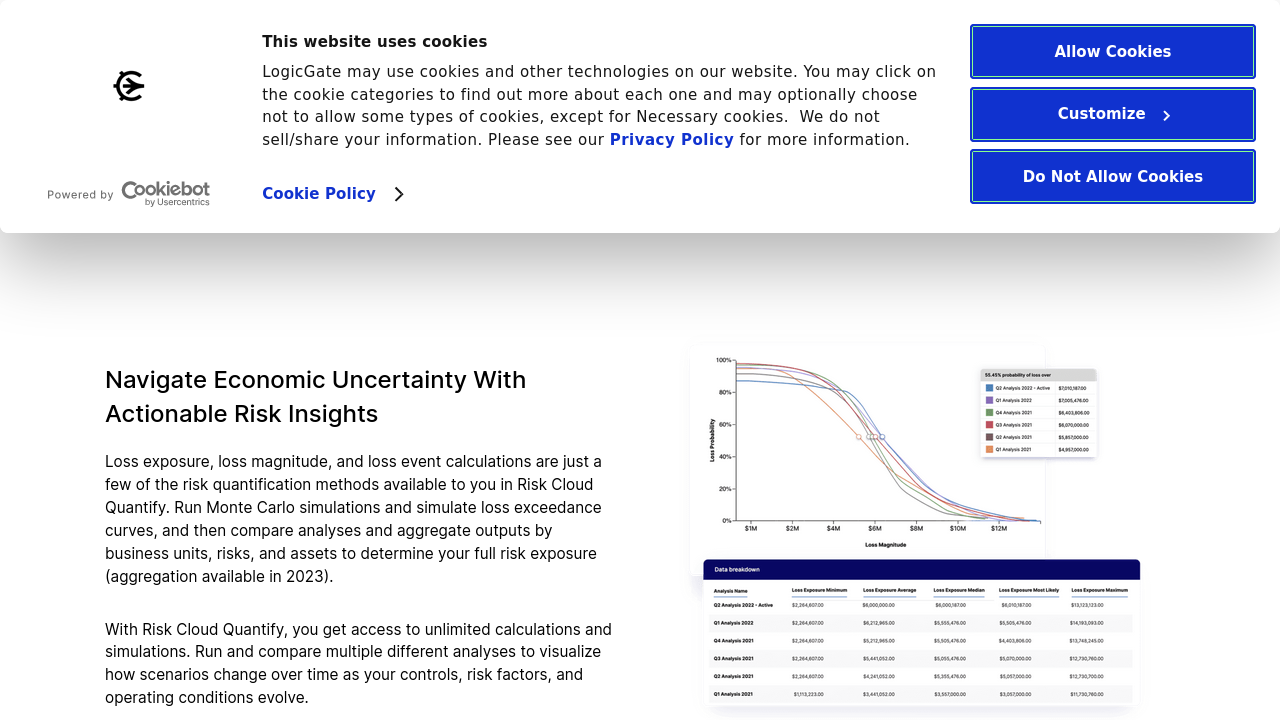 This website uses cookies
LogicGate may use cookies and other technologies on our website. You may click on
the cookie categories to find out more about each one and may optionally choose
not to allow some types of cookies, except for Necessary cookies.  We do not
sell/share your information. Please see our Privacy Policy for more information.
Cookie Policy
Powered by Cookiebot
by Usercentrics
Allow Cookies
Customize
Do Not Allow Cookies
Navigate Economic Uncertainty With
Actionable Risk Insights
Loss exposure, loss magnitude, and loss event calculations are just a
few of the risk quantification methods available to you in Risk Cloud
Quantify. Run Monte Carlo simulations and simulate loss exceedance
curves, and then compare analyses and aggregate outputs by
business units, risks, and assets to determine your full risk exposure
(aggregation available in 2023).
With Risk Cloud Quantify, you get access to unlimited calculations and
simulations. Run and compare multiple different analyses to visualize
how scenarios change over time as your controls, risk factors, and
operating conditions evolve.
100%
80%
60%
40%
20%
0%
Loss Probability
$1M $2M $4M $6M $8M $10M $12M
Loss Magnitude
55.45% probability of loss over
Q2 Analysis 2022 - Active $7,010,187.00
Q1 Analysis 2022 $7,005,476.00
Q4 Analysis 2021 $6,403,806.00
Q3 Analysis 2021 $6,070,000.00
Q2 Analysis 2021 $5,857,000.00
Q1 Analysis 2021 $4,957,000.00
Data breakdown
Analysis Name Loss Exposure Minimum Loss Exposure Average Loss Exposure Median Loss Exposure Most Likely Loss Exposure Maximum
Q2 Analysis 2022 - Active $2,264,607.00 $6,000,000.00 $6,000,187.00 $6,010,187.00 $13,123,123.00
Q1 Analysis 2022 $2,264,607.00 $6,212,965.00 $5,555,476.00 $5,505,476.00 $14,193,093.00
Q4 Analysis 2021 $2,264,607.00 $5,212,965.00 $5,505,476.00 $4,403,806.00 $13,748,245.00
Q3 Analysis 2021 $2,264,607.00 $5,441,052.00 $5,055,476.00 $5,070,000.00 $12,730,760.00
Q2 Analysis 2021 $2,264,607.00 $4,241,052.00 $5,355,476.00 $5,057,000.00 $12,730,700.00
Q1 Analysis 2021 $1,113,223.00 $3,441,052.00 $3,557,000.00 $3,057,000.00 $11,730,760.00